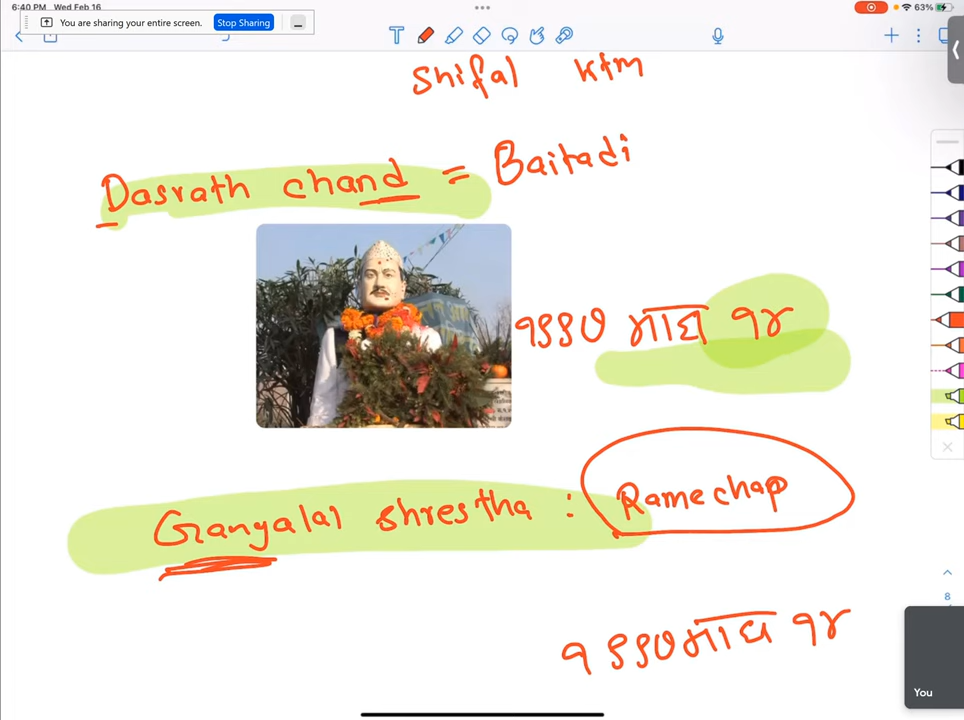 6:40 PM Wed Feb 16
63%
You are sharing your entire screen. Stop Sharing
Shifal Ktm
Dasrath chand = Baitadi
१९९७ माघ १४
Gangalal shrestha : Ramechap
१९९७ माघ १४
8
You